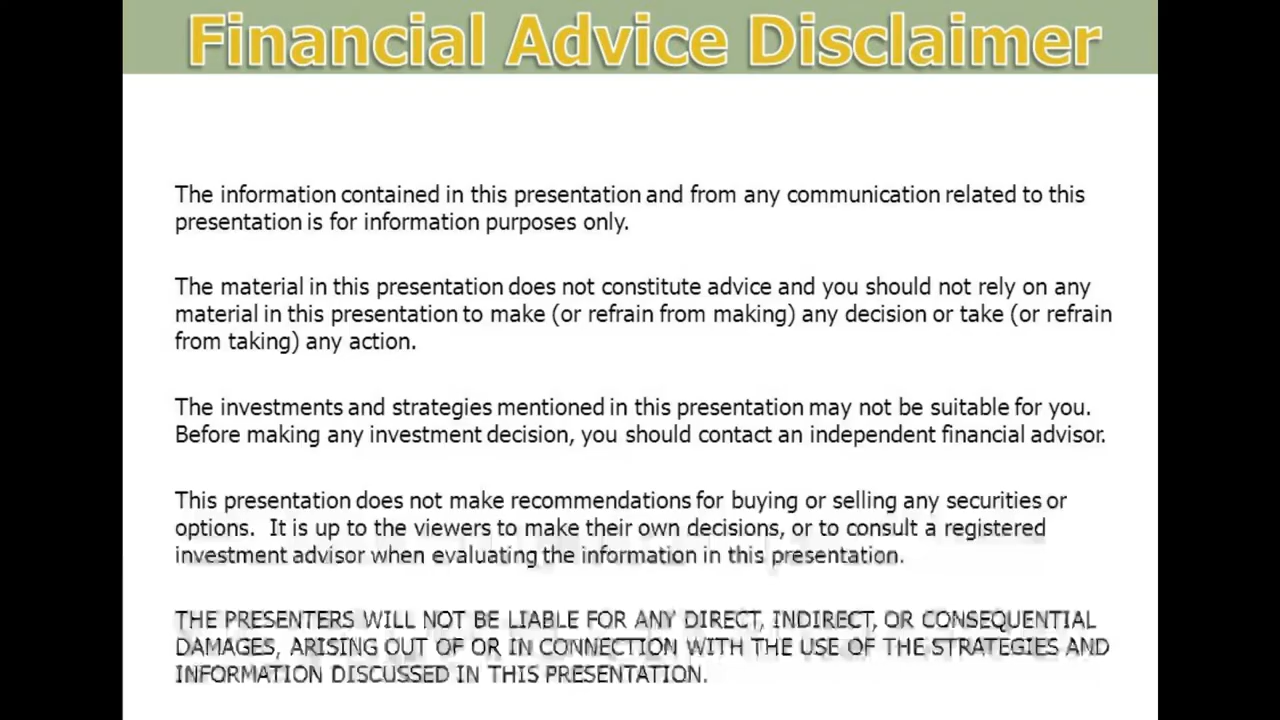 Financial Advice Disclaimer
The information contained in this presentation and from any communication related to this
presentation is for information purposes only.
The material in this presentation does not constitute advice and you should not rely on any
material in this presentation to make (or refrain from making) any decision or take (or refrain
from taking) any action.
The investments and strategies mentioned in this presentation may not be suitable for you.
Before making any investment decision, you should contact an independent financial advisor.
This presentation does not make recommendations for buying or selling any securities or
options.  It is up to the viewers to make their own decisions, or to consult a registered
investment advisor when evaluating the information in this presentation.
THE PRESENTERS WILL NOT BE LIABLE FOR ANY DIRECT, INDIRECT, OR CONSEQUENTIAL
DAMAGES, ARISING OUT OF OR IN CONNECTION WITH THE USE OF THE STRATEGIES AND
INFORMATION DISCUSSED IN THIS PRESENTATION.